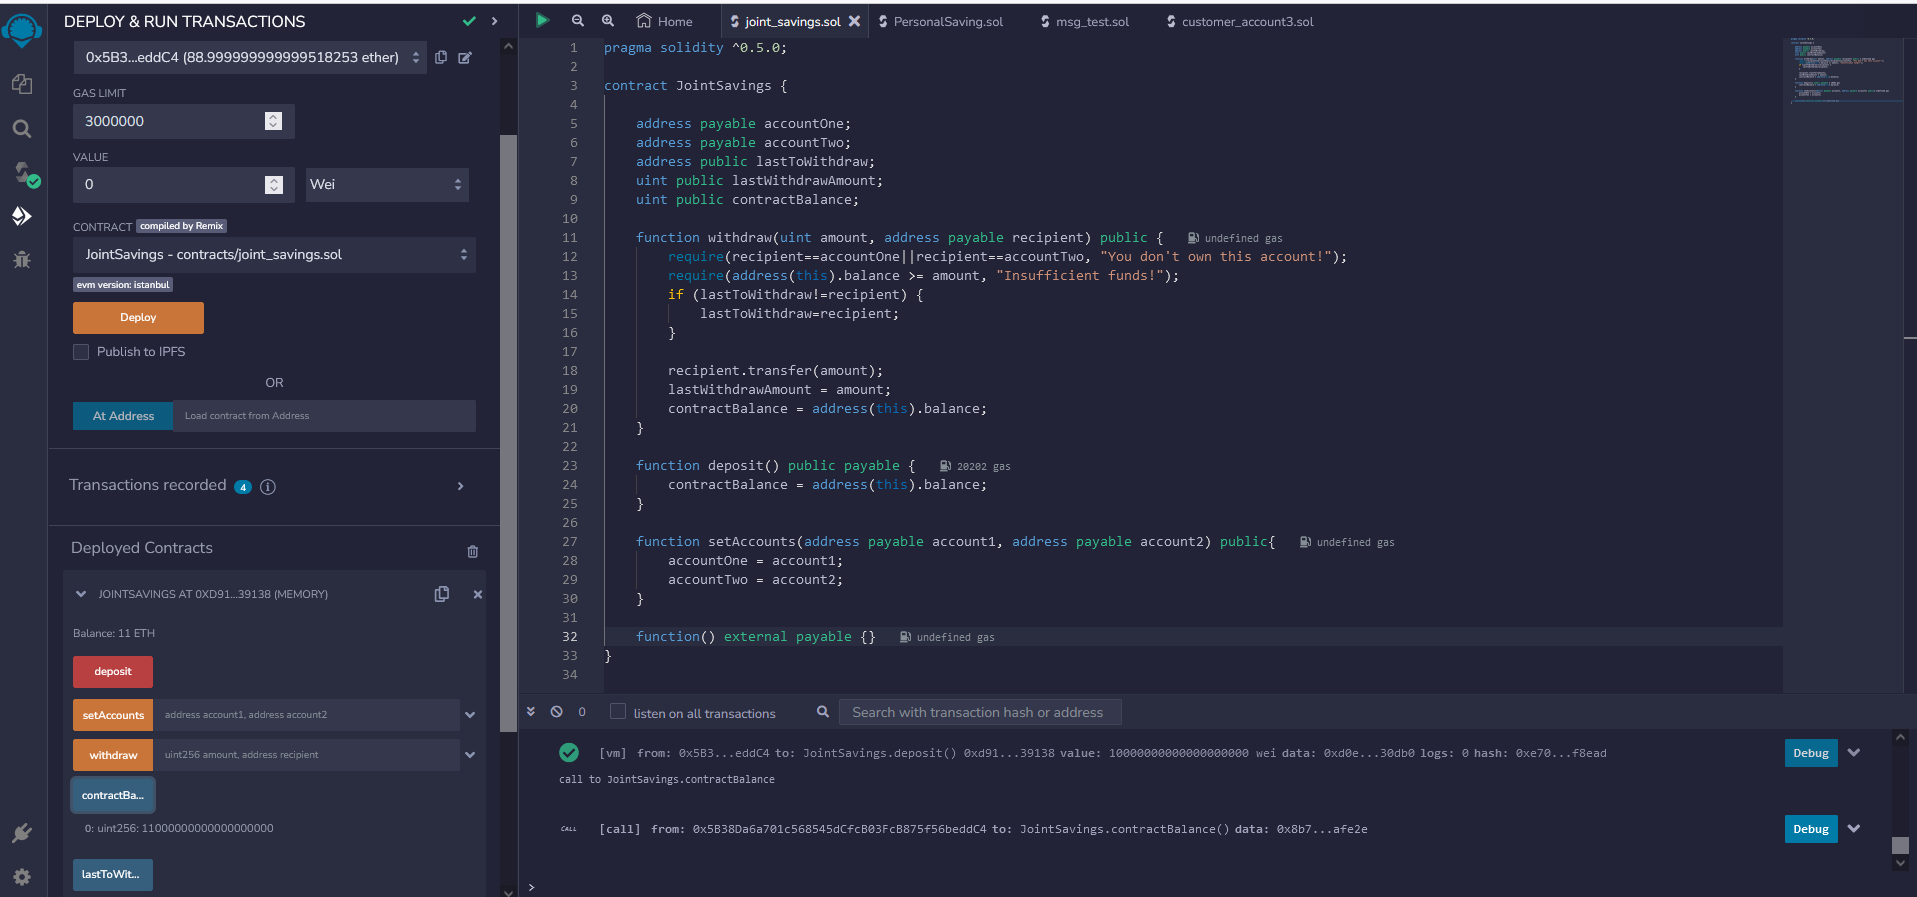 DEPLOY & RUN TRANSACTIONS
0x5B3...eddC4 (88.999999999999518253 ether)
GAS LIMIT
3000000
VALUE
0
Wei
CONTRACT compiled by Remix
JointSavings - contracts/joint_savings.sol
evm version: istanbul
Deploy
Publish to IPFS
OR
At Address
Load contract from Address
Transactions recorded 4 i
Deployed Contracts
JOINTSAVINGS AT 0XD91...39138 (MEMORY)
Balance: 11 ETH
deposit
setAccounts address account1, address account2
withdraw uint256 amount, address recipient
contractBa...
0: uint256: 11000000000000000000
lastToWit...
Home
joint_savings.sol
PersonalSaving.sol
msg_test.sol
customer_account3.sol
1 pragma solidity ^0.5.0;
2
3 contract JointSavings {
4
5 address payable accountOne;
6 address payable accountTwo;
7 address public lastToWithdraw;
8 uint public lastWithdrawAmount;
9 uint public contractBalance;
10
11 function withdraw(uint amount, address payable recipient) public { undefined gas
12 require(recipient==accountOne||recipient==accountTwo, "You don't own this account!");
13 require(address(this).balance >= amount, "Insufficient funds!");
14 if (lastToWithdraw!=recipient) {
15 lastToWithdraw=recipient;
16 }
17
18 recipient.transfer(amount);
19 lastWithdrawAmount = amount;
20 contractBalance = address(this).balance;
21 }
22
23 function deposit() public payable { 20202 gas
24 contractBalance = address(this).balance;
25 }
26
27 function setAccounts(address payable account1, address payable account2) public{ undefined gas
28 accountOne = account1;
29 accountTwo = account2;
30 }
31
32 function() external payable {} undefined gas
33 }
34
0
listen on all transactions
Search with transaction hash or address
[vm] from: 0x5B3...eddC4 to: JointSavings.deposit() 0xd91...39138 value: 10000000000000000000 wei data: 0xd0e...30db0 logs: 0 hash: 0xe70...f8ead
Debug
call to JointSavings.contractBalance
CALL [call] from: 0x5B38Da6a701c568545dCfcB03FcB875f56beddC4 to: JointSavings.contractBalance() data: 0x8b7...afe2e
Debug
>